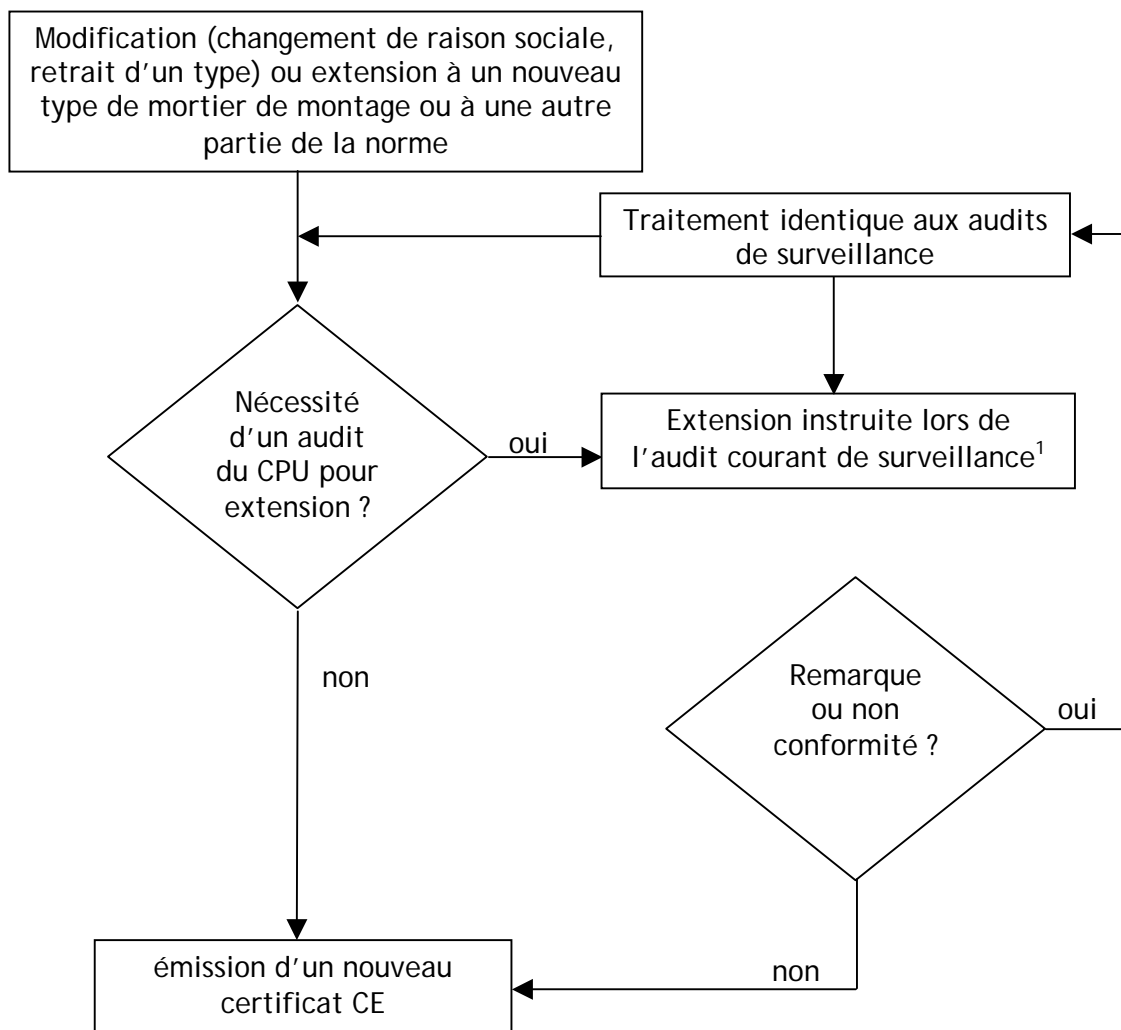 Modification (changement de raison sociale,
retrait d'un type) ou extension à un nouveau
type de mortier de montage ou à une autre
partie de la norme
Traitement identique aux audits
de surveillance
Nécessité
d'un audit
du CPU pour
extension ?
oui
Extension instruite lors de
l'audit courant de surveillance¹
non
Remarque
ou non
conformité ?
oui
émission d'un nouveau
certificat CE
non